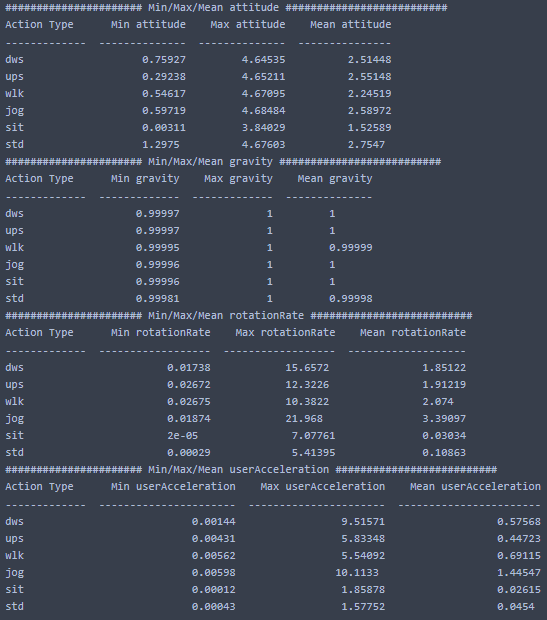 ###################### Min/Max/Mean attitude ##########################
Action Type      Min attitude    Max attitude    Mean attitude
-------------  --------------  --------------  ---------------
dws                   0.75927         4.64535          2.51448
ups                   0.29238         4.65211          2.55148
wlk                   0.54617         4.67095          2.24519
jog                   0.59719         4.68484          2.58972
sit                   0.00311         3.84029          1.52589
std                   1.2975          4.67603          2.7547
###################### Min/Max/Mean gravity ##########################
Action Type      Min gravity    Max gravity    Mean gravity
-------------  -------------  -------------  --------------
dws                  0.99997              1         1
ups                  0.99997              1         1
wlk                  0.99995              1         0.99999
jog                  0.99996              1         1
sit                  0.99996              1         1
std                  0.99981              1         0.99998
###################### Min/Max/Mean rotationRate ##########################
Action Type      Min rotationRate    Max rotationRate    Mean rotationRate
-------------  ------------------  ------------------  -------------------
dws                       0.01738            15.6572               1.85122
ups                       0.02672            12.3226               1.91219
wlk                       0.02675            10.3822               2.074
jog                       0.01874            21.968                3.39097
sit                       2e-05               7.07761              0.03034
std                       0.00029             5.41395              0.10863
###################### Min/Max/Mean userAcceleration ##########################
Action Type      Min userAcceleration    Max userAcceleration    Mean userAcceleration
-------------  ----------------------  ----------------------  -----------------------
dws                           0.00144                 9.51571                  0.57568
ups                           0.00431                 5.83348                  0.44723
wlk                           0.00562                 5.54092                  0.69115
jog                           0.00598                10.1133                   1.44547
sit                           0.00012                 1.85878                  0.02615
std                           0.00043                 1.57752                  0.0454